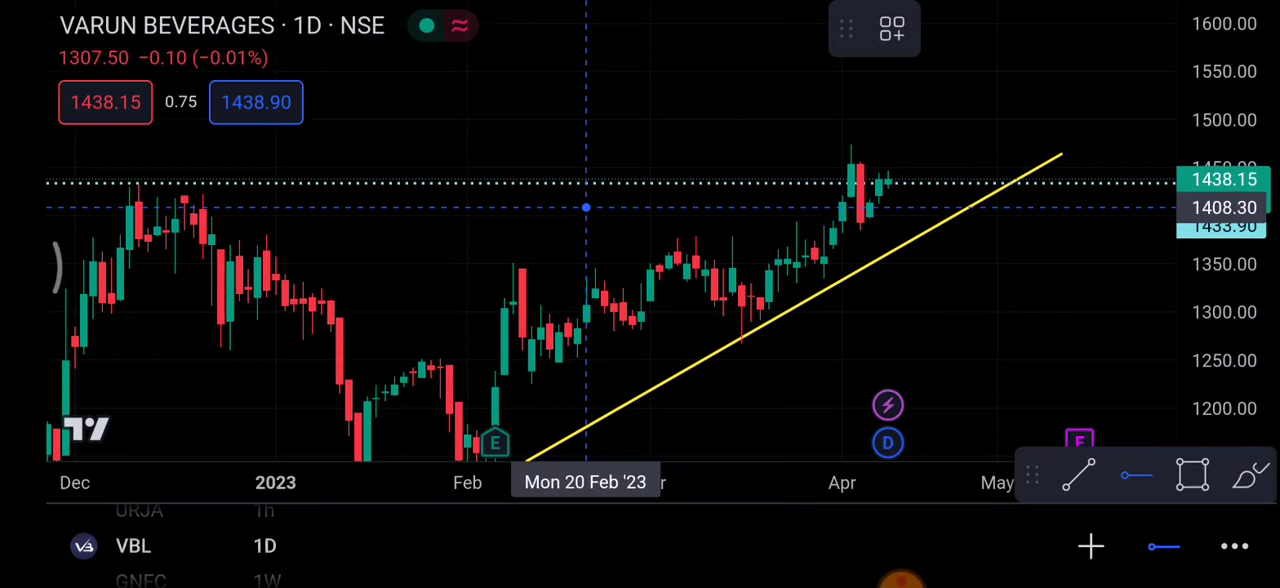 VARUN BEVERAGES · 1D · NSE
1307.50 −0.10 (−0.01%)
1438.15 0.75 1438.90
1600.00
1550.00
1500.00
1450.00
1438.15
1408.30
1433.90
1350.00
1300.00
1250.00
1200.00
E
D
E
Dec 2023 Feb Mon 20 Feb '23 r Apr May
URJA 1h
VBL 1D
GNFC 1W